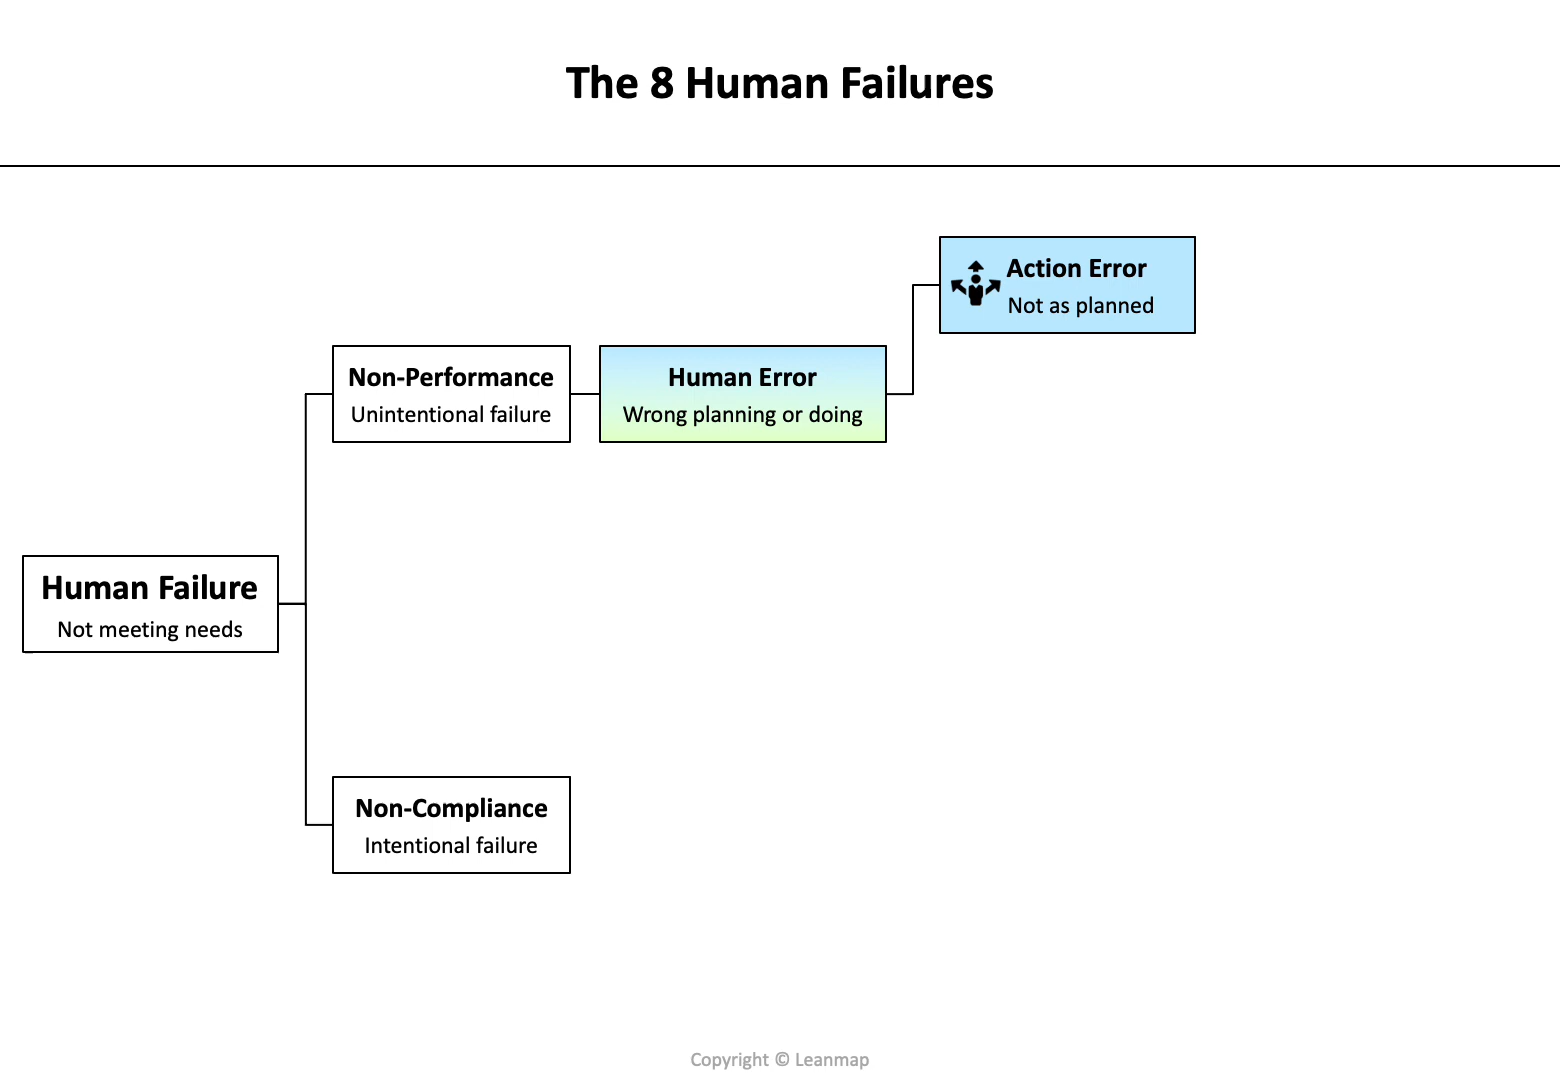 The 8 Human Failures
Action Error
Not as planned
Non-Performance
Unintentional failure
Human Error
Wrong planning or doing
Human Failure
Not meeting needs
Non-Compliance
Intentional failure
Copyright © Leanmap